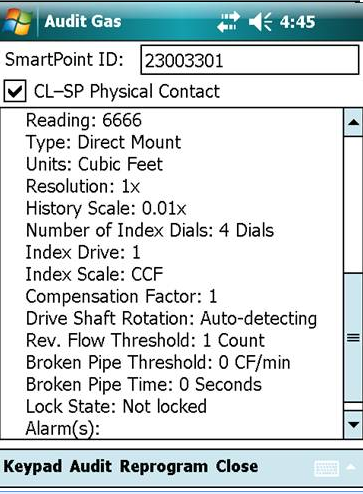 Audit Gas 4:45
SmartPoint ID: 23003301
CL–SP Physical Contact
Reading: 6666
Type: Direct Mount
Units: Cubic Feet
Resolution: 1x
History Scale: 0.01x
Number of Index Dials: 4 Dials
Index Drive: 1
Index Scale: CCF
Compensation Factor: 1
Drive Shaft Rotation: Auto-detecting
Rev. Flow Threshold: 1 Count
Broken Pipe Threshold: 0 CF/min
Broken Pipe Time: 0 Seconds
Lock State: Not locked
Alarm(s):
Keypad Audit Reprogram Close